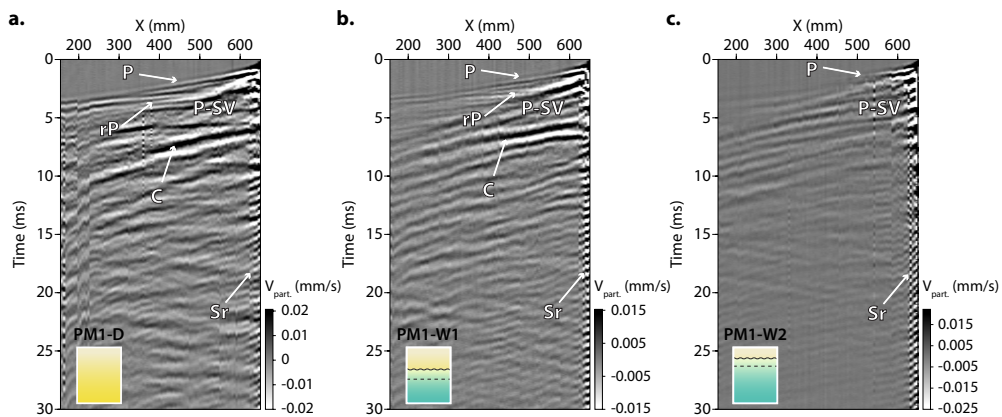 a.
X (mm)
200 300 400 500 600
0
5
10
15
20
25
30
Time (ms)
P
rP
P-SV
C
Sr
PM1-D
V part. (mm/s)
0.02
0.01
0
-0.01
-0.02
b.
X (mm)
200 300 400 500 600
0
5
10
15
20
25
30
Time (ms)
P
rP
P-SV
C
Sr
PM1-W1
V part. (mm/s)
0.015
0.005
-0.005
-0.015
c.
X (mm)
200 300 400 500 600
0
5
10
15
20
25
30
Time (ms)
P
P-SV
Sr
PM1-W2
V part. (mm/s)
0.015
0.005
-0.005
-0.015
-0.025